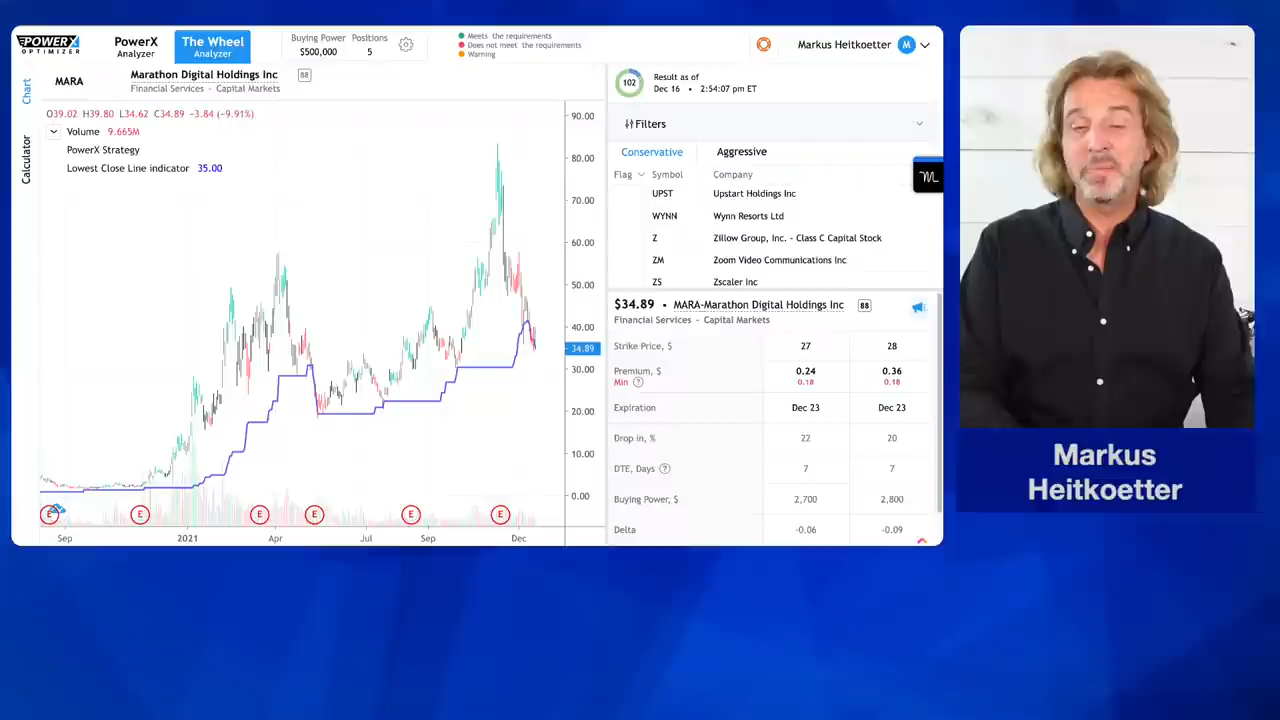 POWERX
OPTIMIZER
PowerX
Analyzer
The Wheel
Analyzer
Buying Power
$500,000
Positions
5
Meets the requirements
Does not meet the requirements
Warning
Markus Heitkoetter
M
Chart
Calculator
MARA
Marathon Digital Holdings Inc
88
Financial Services - Capital Markets
O39.02 H39.80 L34.62 C34.89 -3.84 (-9.91%)
Volume 9.665M
PowerX Strategy
Lowest Close Line indicator 35.00
90.00
80.00
70.00
60.00
50.00
40.00
34.89
30.00
20.00
10.00
0.00
E E E E E E
Sep 2021 Apr Jul Sep Dec
102
Result as of
Dec 16 • 2:54:07 pm ET
Filters
Conservative Aggressive
Flag Symbol Company
UPST Upstart Holdings Inc
WYNN Wynn Resorts Ltd
Z Zillow Group, Inc. - Class C Capital Stock
ZM Zoom Video Communications Inc
ZS Zscaler Inc
$34.89 • MARA-Marathon Digital Holdings Inc 88
Financial Services - Capital Markets
Strike Price, $ 27 28
Premium, $ 0.24 0.36
Min ? 0.18 0.18
Expiration Dec 23 Dec 23
Drop in, % 22 20
DTE, Days ? 7 7
Buying Power, $ 2,700 2,800
Delta -0.06 -0.09
Markus
Heitkoetter